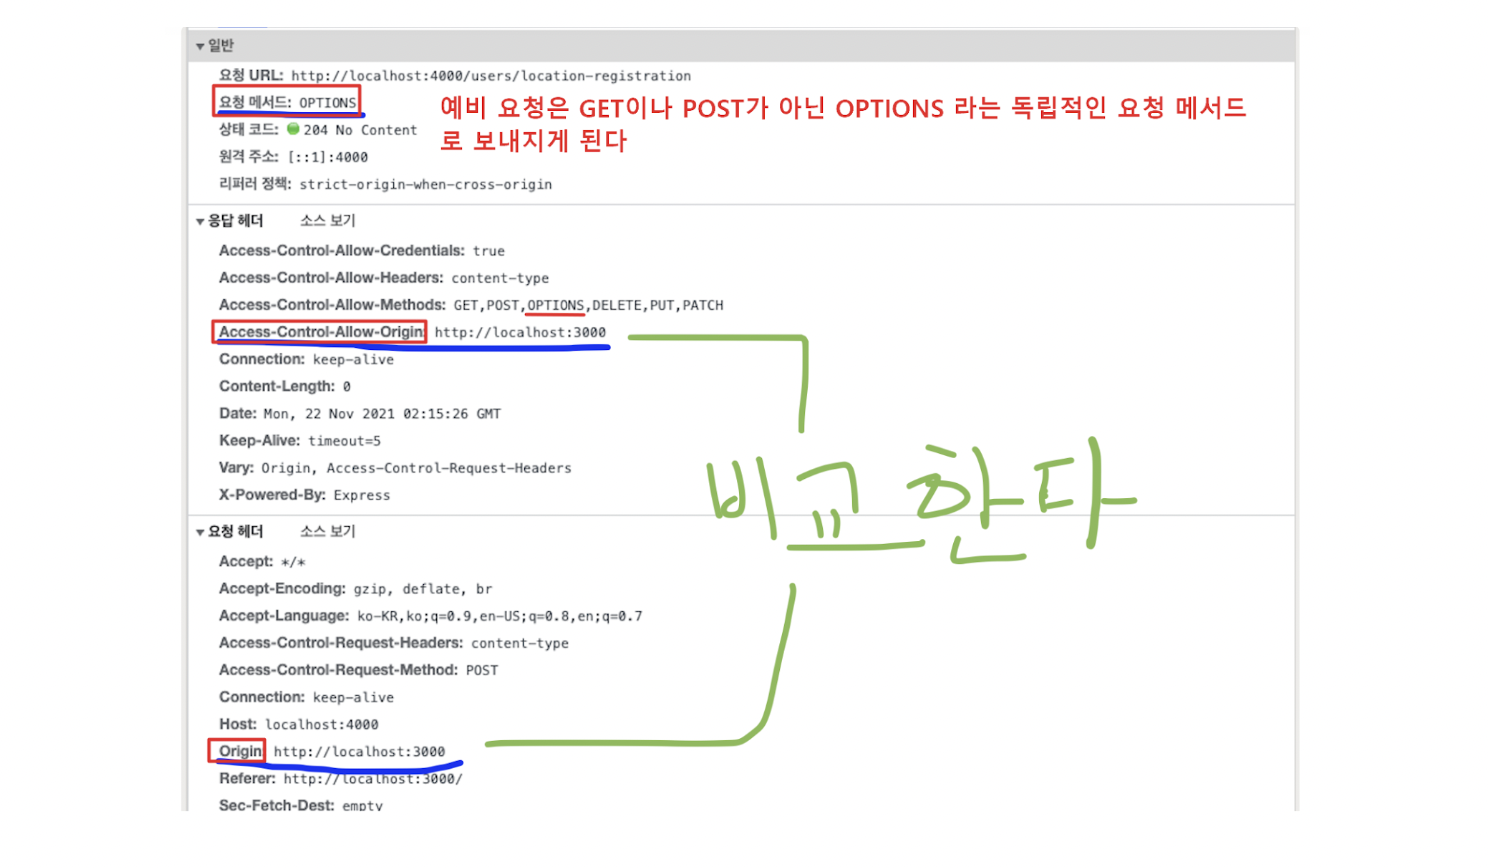 ▼ 일반
요청 URL: http://localhost:4000/users/location-registration
요청 메서드: OPTIONS
예비 요청은 GET이나 POST가 아닌 OPTIONS 라는 독립적인 요청 메서드
로 보내지게 된다
상태 코드: 204 No Content
원격 주소: [::1]:4000
리퍼러 정책: strict-origin-when-cross-origin
▼ 응답 헤더 소스 보기
Access-Control-Allow-Credentials: true
Access-Control-Allow-Headers: content-type
Access-Control-Allow-Methods: GET,POST,OPTIONS,DELETE,PUT,PATCH
Access-Control-Allow-Origin: http://localhost:3000
Connection: keep-alive
Content-Length: 0
Date: Mon, 22 Nov 2021 02:15:26 GMT
Keep-Alive: timeout=5
Vary: Origin, Access-Control-Request-Headers
X-Powered-By: Express
비교한다
▼ 요청 헤더 소스 보기
Accept: */*
Accept-Encoding: gzip, deflate, br
Accept-Language: ko-KR,ko;q=0.9,en-US;q=0.8,en;q=0.7
Access-Control-Request-Headers: content-type
Access-Control-Request-Method: POST
Connection: keep-alive
Host: localhost:4000
Origin: http://localhost:3000
Referer: http://localhost:3000/
Sec-Fetch-Dest: empty